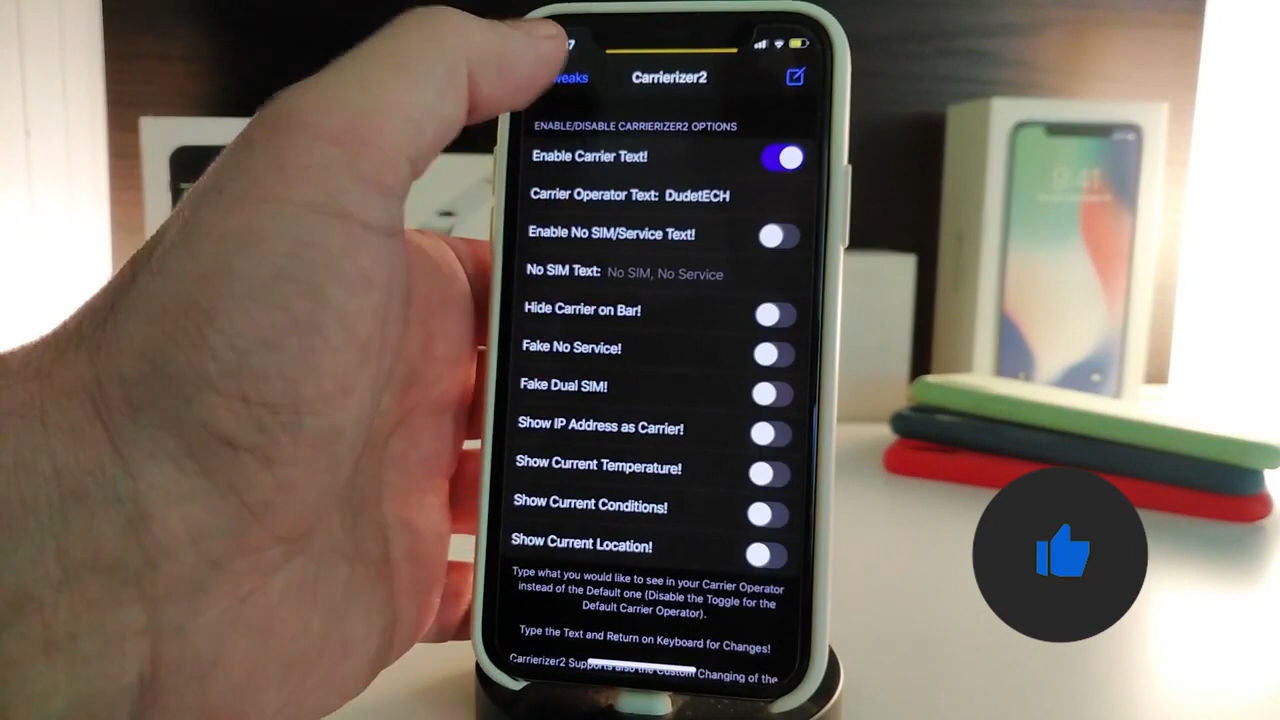 7
Carrierizer2
ENABLE/DISABLE CARRIERIZER2 OPTIONS
Enable Carrier Text!
Carrier Operator Text: DudetECH
Enable No SIM/Service Text!
No SIM Text: No SIM, No Service
Hide Carrier on Bar!
Fake No Service!
Fake Dual SIM!
Show IP Address as Carrier!
Show Current Temperature!
Show Current Conditions!
Show Current Location!
Type what you would like to see in your Carrier Operator
instead of the Default one (Disable the Toggle for the
Default Carrier Operator).
Type the Text and Return on Keyboard for Changes!
Carrierizer2 Supports also the Custom Changing of the
9:41